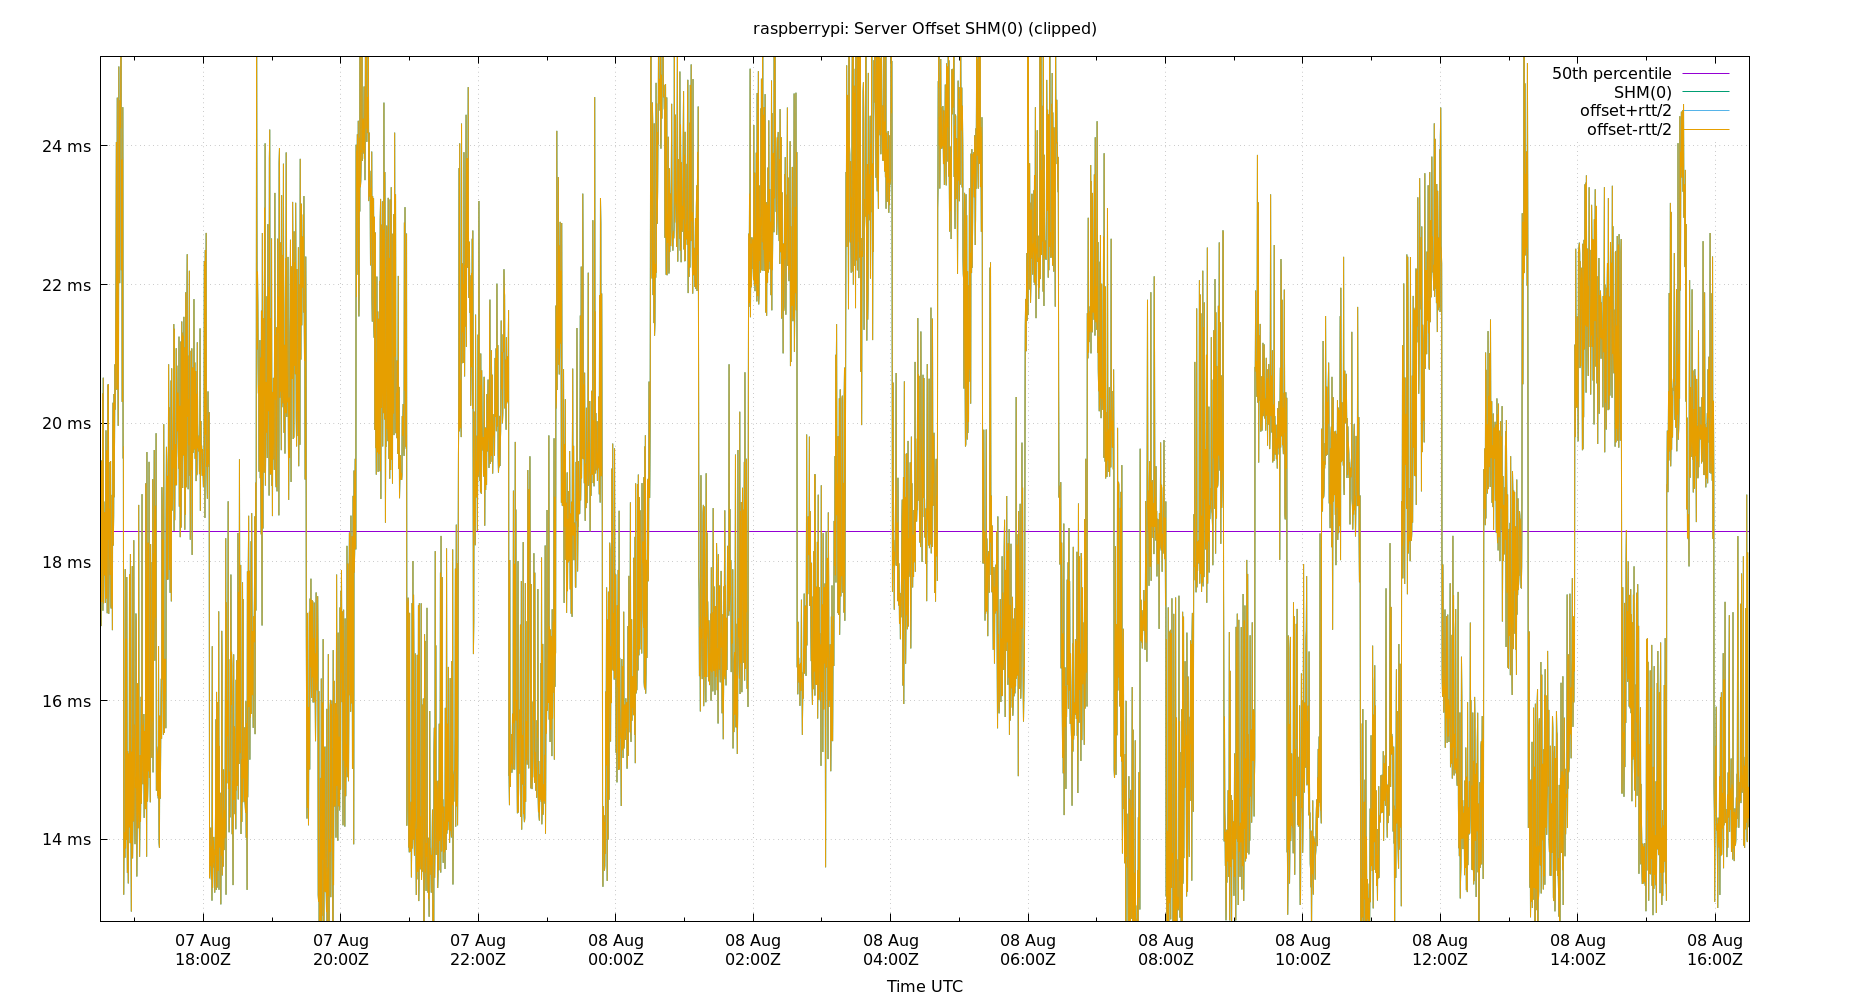 raspberrypi: Server Offset SHM(0) (clipped)
50th percentile
SHM(0)
offset+rtt/2
offset-rtt/2
24 ms
22 ms
20 ms
18 ms
16 ms
14 ms
07 Aug 07 Aug 07 Aug 08 Aug 08 Aug 08 Aug 08 Aug 08 Aug 08 Aug 08 Aug 08 Aug 08 Aug
18:00Z 20:00Z 22:00Z 00:00Z 02:00Z 04:00Z 06:00Z 08:00Z 10:00Z 12:00Z 14:00Z 16:00Z
Time UTC